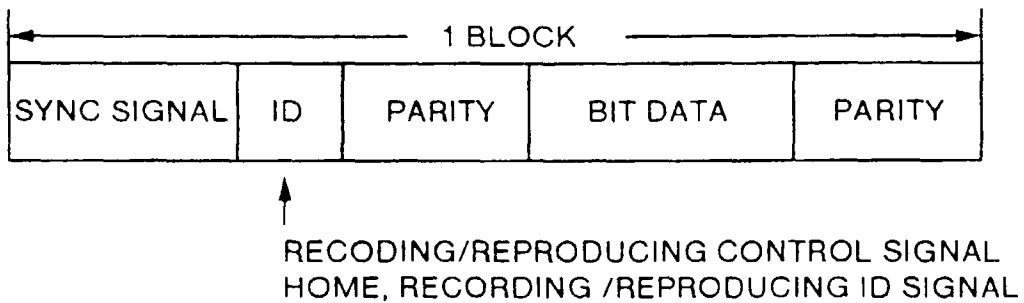 1 BLOCK
SYNC SIGNAL ID PARITY BIT DATA PARITY
RECODING/REPRODUCING CONTROL SIGNAL
HOME, RECORDING /REPRODUCING ID SIGNAL